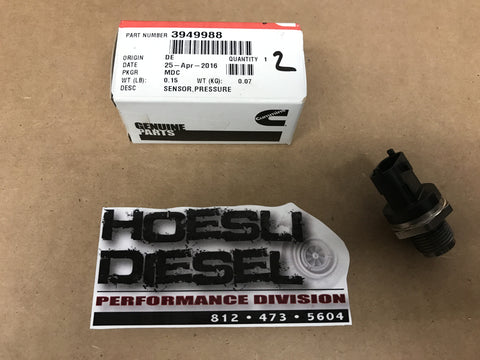 PART NUMBER 3949988
ORIGIN DE QUANTITY 1 2
DATE 25-Apr-2016
PKGR MDC
WT (LB): 0.15 WT (KG): 0.07
DESC SENSOR,PRESSURE
GENUINE
PARTS
Cummins
HOESLI
DIESEL
PERFORMANCE DIVISION
812 • 473 • 5604